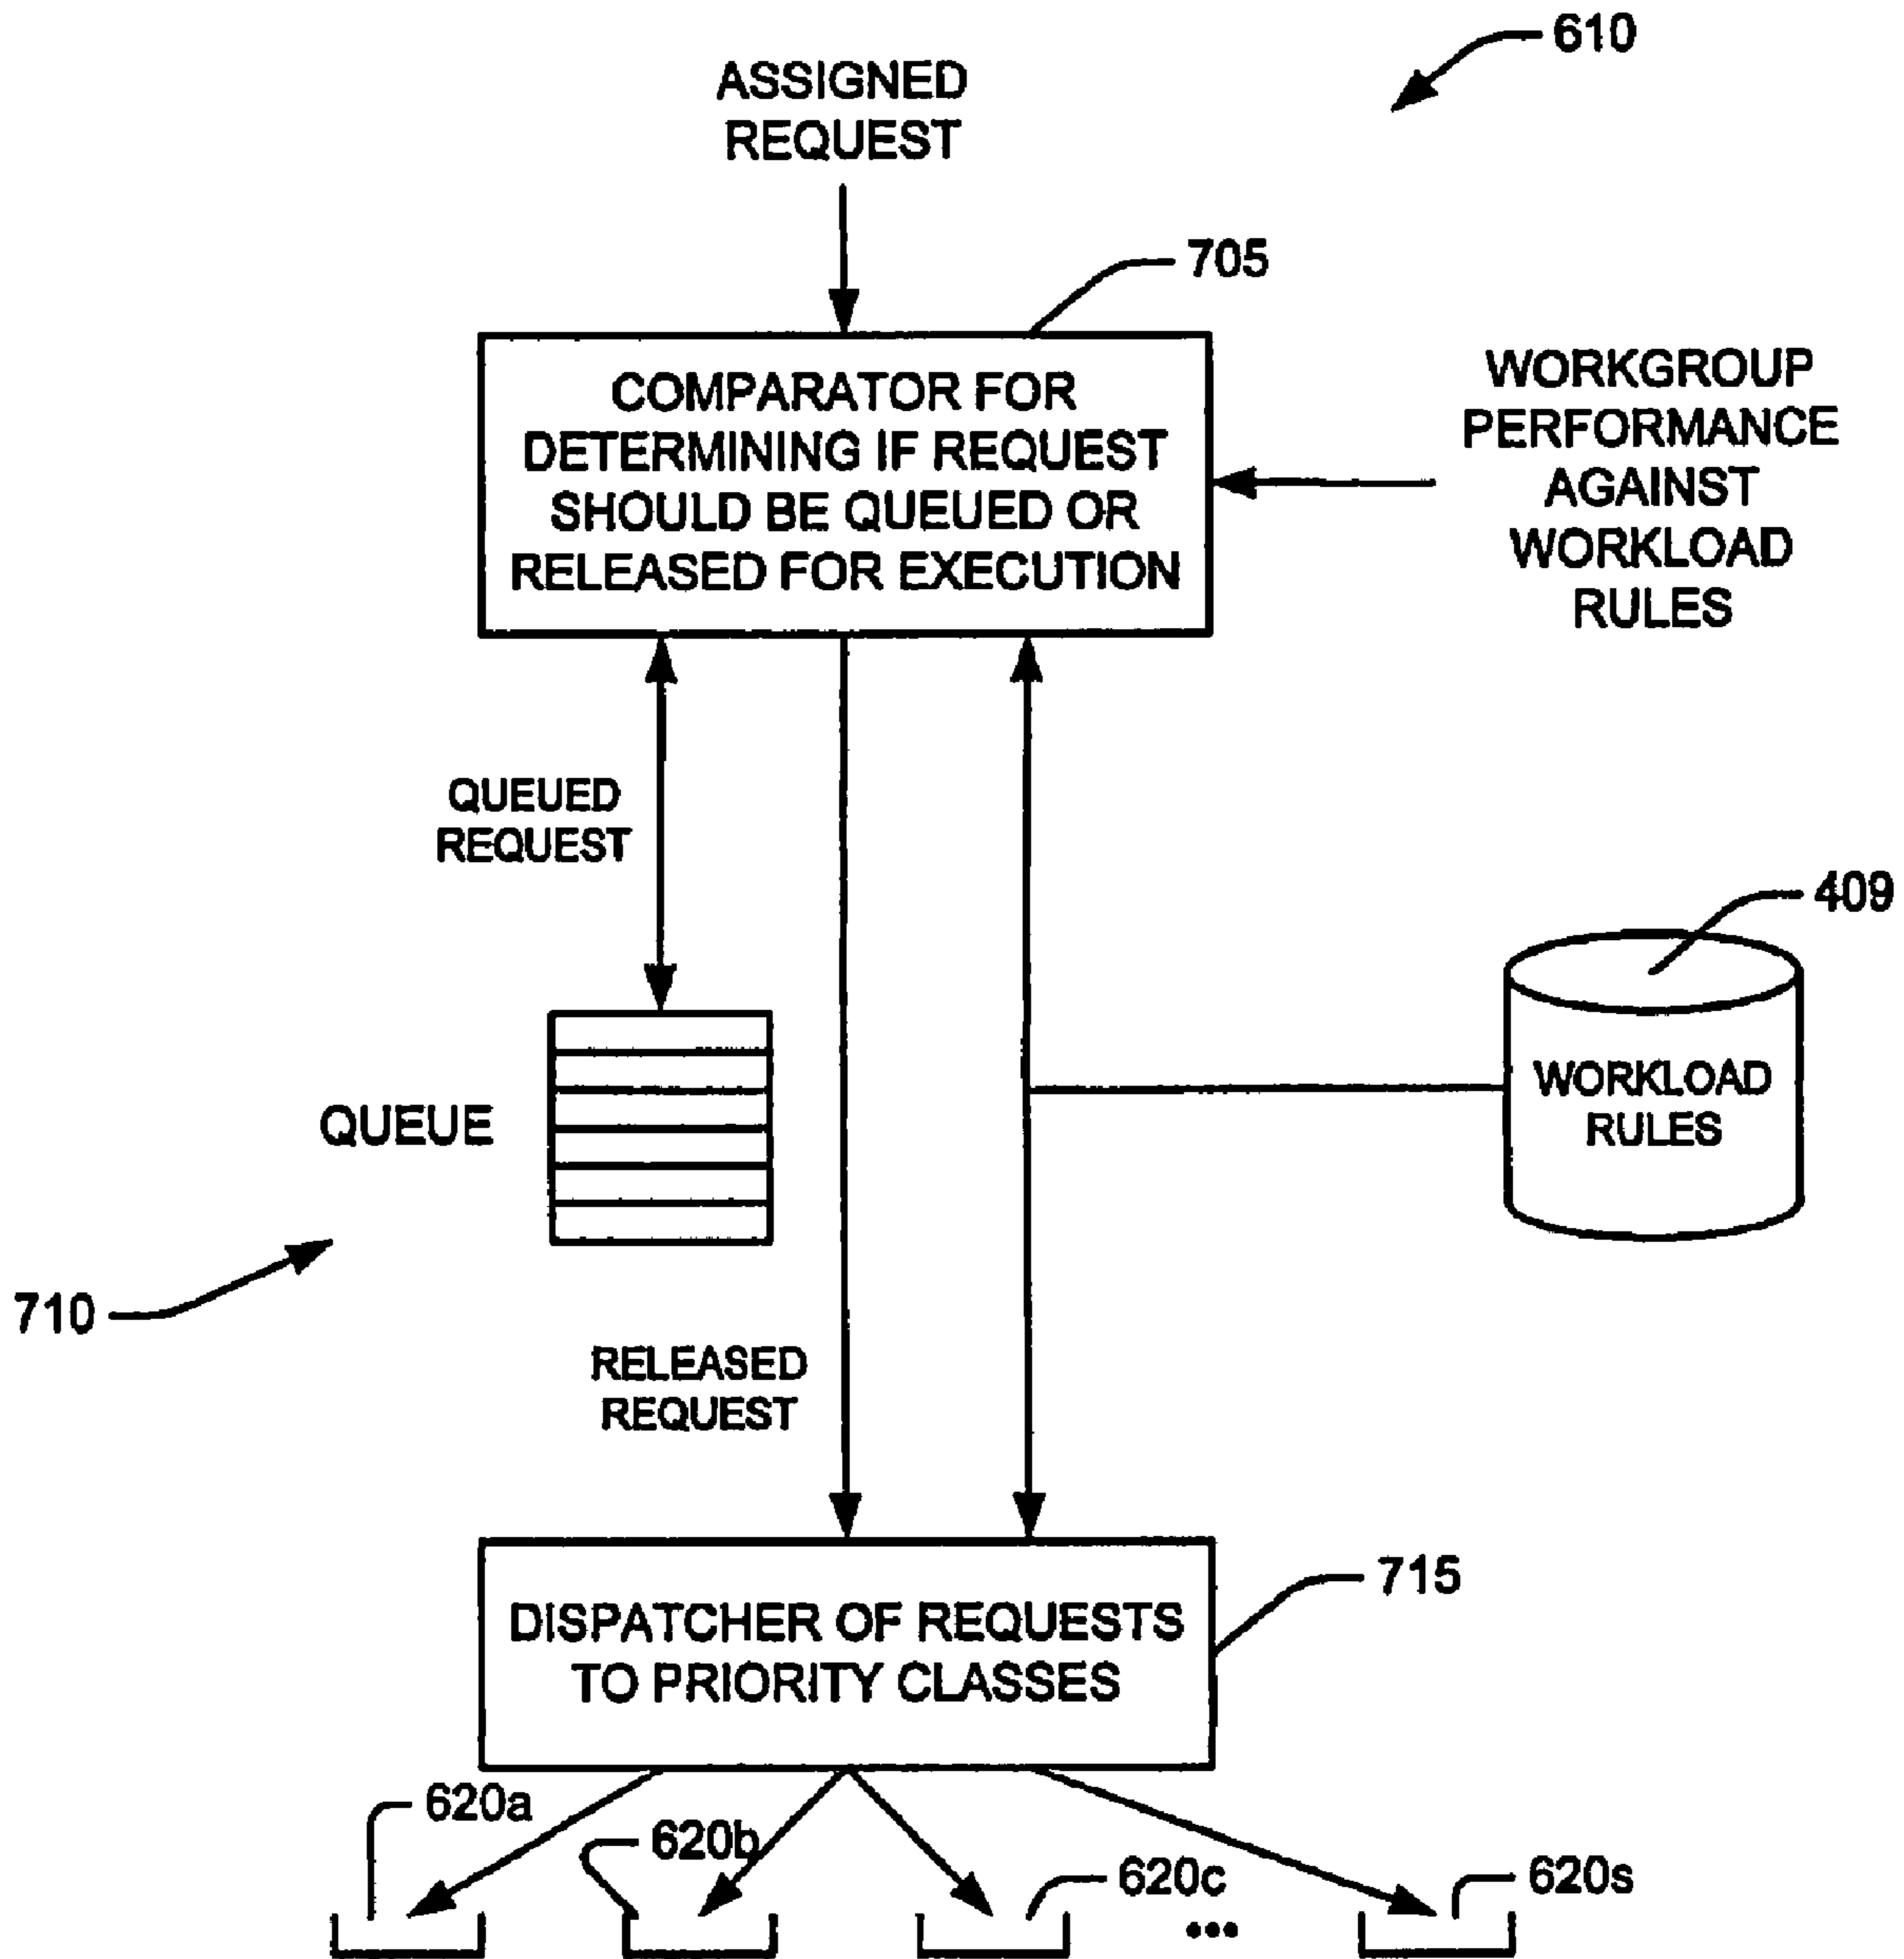 610
ASSIGNED
REQUEST
705
COMPARATOR FOR
DETERMINING IF REQUEST
SHOULD BE QUEUED OR
RELEASED FOR EXECUTION
WORKGROUP
PERFORMANCE
AGAINST
WORKLOAD
RULES
QUEUED
REQUEST
409
WORKLOAD
RULES
QUEUE
710
RELEASED
REQUEST
715
DISPATCHER OF REQUESTS
TO PRIORITY CLASSES
620a
620b
620c
•••
620s